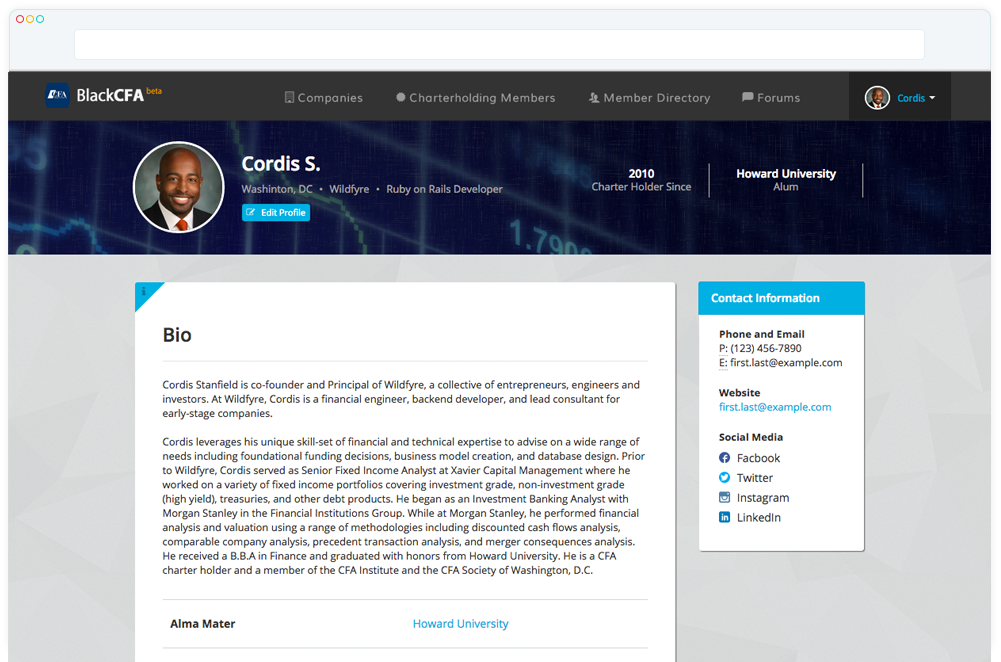 CFA BlackCFA beta
Companies Charterholding Members Member Directory Forums Cordis
Cordis S.
Washinton, DC • Wildfyre • Ruby on Rails Developer
Edit Profile
2010
Charter Holder Since
Howard University
Alum
1.790
i
Bio
Cordis Stanfield is co-founder and Principal of Wildfyre, a collective of entrepreneurs, engineers and
investors. At Wildfyre, Cordis is a financial engineer, backend developer, and lead consultant for
early-stage companies.
Cordis leverages his unique skill-set of financial and technical expertise to advise on a wide range of
needs including foundational funding decisions, business model creation, and database design. Prior
to Wildfyre, Cordis served as Senior Fixed Income Analyst at Xavier Capital Management where he
worked on a variety of fixed income portfolios covering investment grade, non-investment grade
(high yield), treasuries, and other debt products. He began as an Investment Banking Analyst with
Morgan Stanley in the Financial Institutions Group. While at Morgan Stanley, he performed financial
analysis and valuation using a range of methodologies including discounted cash flows analysis,
comparable company analysis, precedent transaction analysis, and merger consequences analysis.
He received a B.B.A in Finance and graduated with honors from Howard University. He is a CFA
charter holder and a member of the CFA Institute and the CFA Society of Washington, D.C.
Alma Mater Howard University
Contact Information
Phone and Email
P: (123) 456-7890
E: first.last@example.com
Website
first.last@example.com
Social Media
Facbook
Twitter
Instagram
LinkedIn